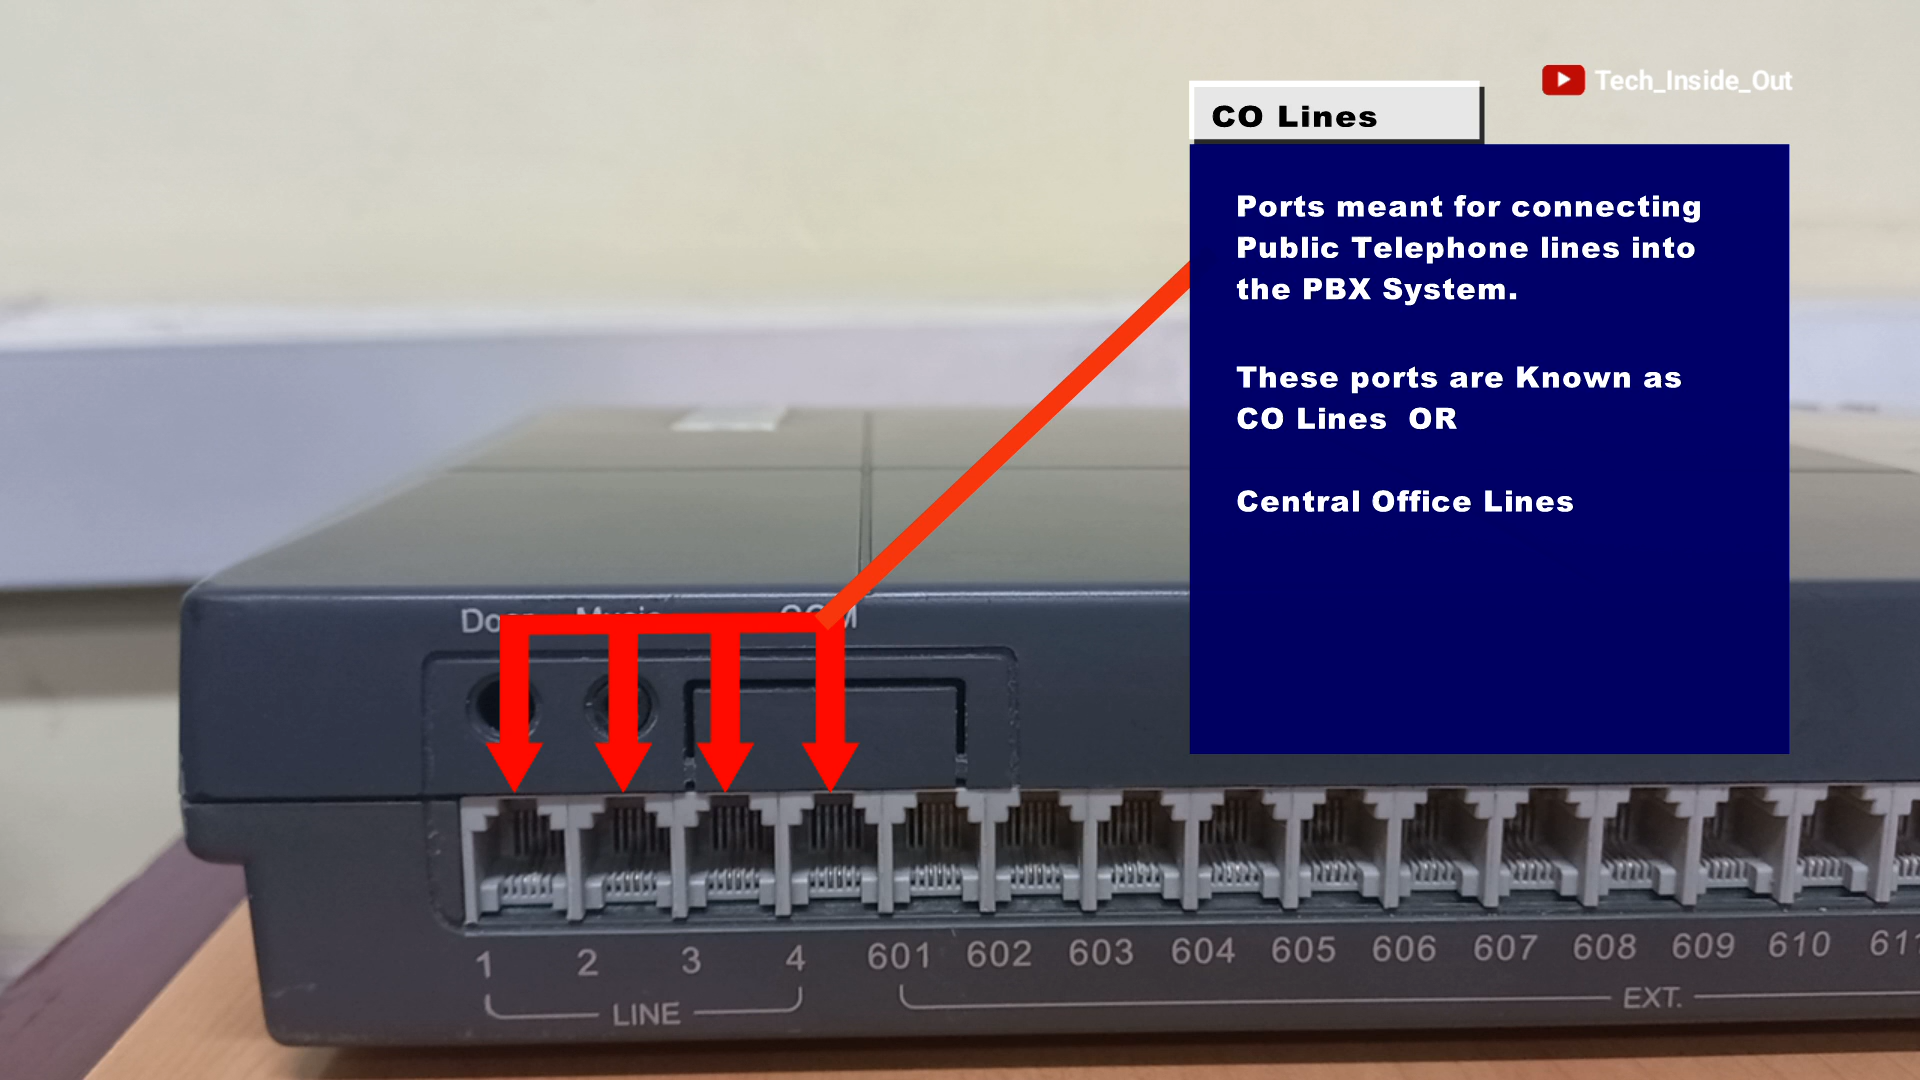 Tech_Inside_Out
CO Lines
Ports meant for connecting
Public Telephone lines into
the PBX System.
These ports are Known as
CO Lines OR
Central Office Lines
1 2 3 4 601 602 603 604 605 606 607 608 609 610
LINE EXT.